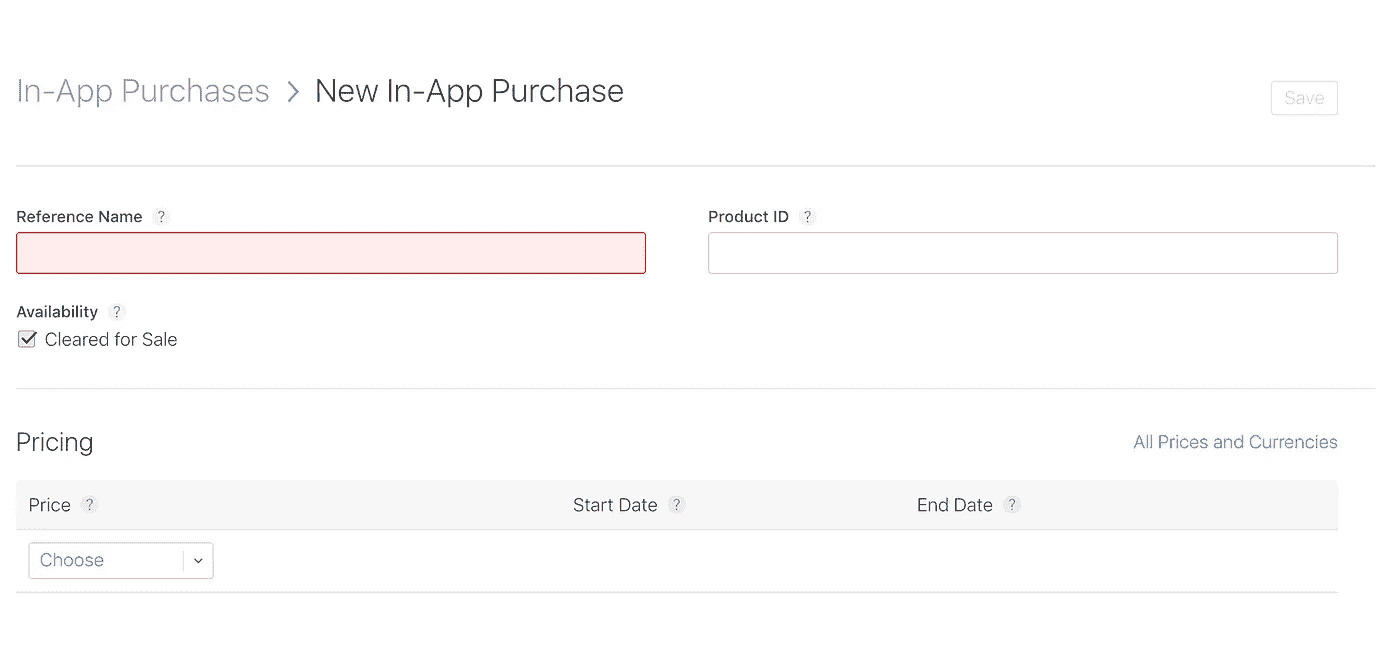 In-App Purchases > New In-App Purchase
Save
Reference Name ? Product ID ?
Availability ?
Cleared for Sale
Pricing All Prices and Currencies
Price ? Start Date ? End Date ?
Choose